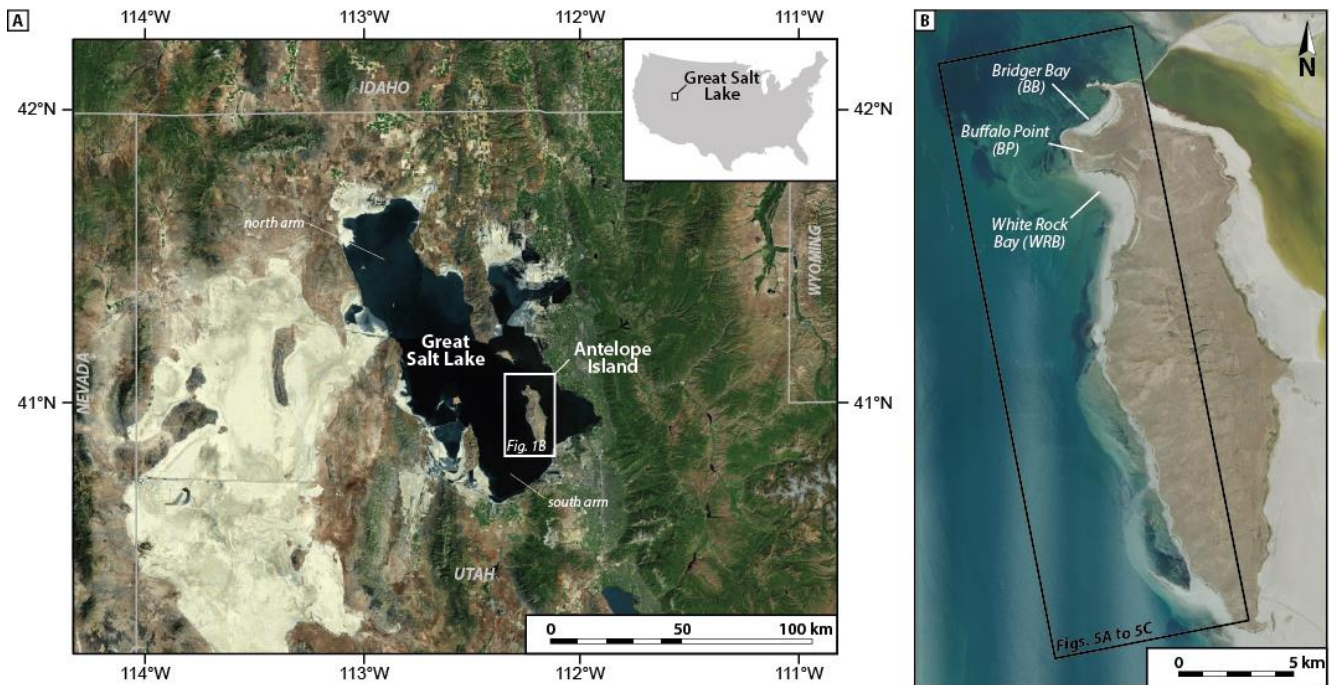 A
114°W
113°W
112°W
111°W
Great Salt
Lake
IDAHO
42°N
42°N
north arm
WYOMING
NEVADA
Great
Salt Lake
Antelope
Island
41°N
41°N
Fig. 1B
south arm
UTAH
0 50 100 km
114°W
113°W
112°W
111°W
B
N
Bridger Bay
(BB)
Buffalo Point
(BP)
White Rock
Bay (WRB)
Figs. 5A to 5C
0 5 km